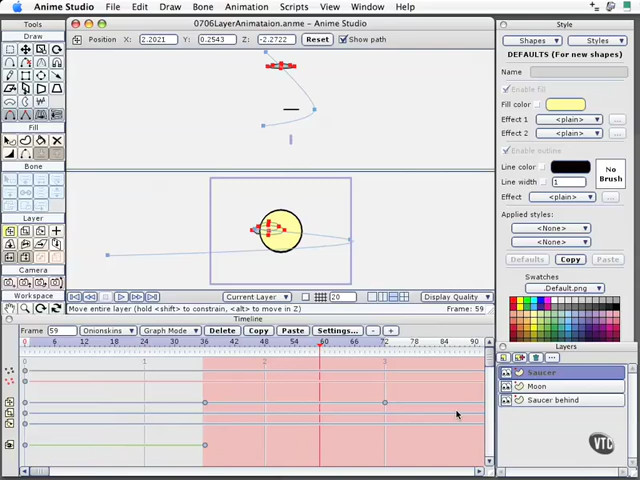 Anime Studio File Edit Draw Bone Animation Scripts View Window Help
0706LayerAnimataion.anme - Anime Studio
Position X: 2.2021 Y: 0.2543 Z: -2.2722 Reset Show path
Tools
Draw
Fill
Bone
Layer
Camera
Workspace
Current Layer 20 Display Quality
Move entire layer (hold <shift> to constrain, <alt> to move in Z) Frame: 59
Timeline
Frame 59 Onionskins Graph Mode Delete Copy Paste Settings... - +
0 6 12 18 24 30 36 42 48 54 60 66 72 78 84 90
0 1 2 3
Style
Shapes Styles
DEFAULTS (For new shapes)
Name
Enable fill
Fill color
Effect 1 <plain> ...
Effect 2 <plain> ...
Enable outline
Line color
Line width 1
No
Brush
Effect <plain> ...
Applied styles:
<None>
<None>
Defaults Copy Paste
Swatches
.Default.png
Layers
Saucer
Moon
Saucer behind
VTC